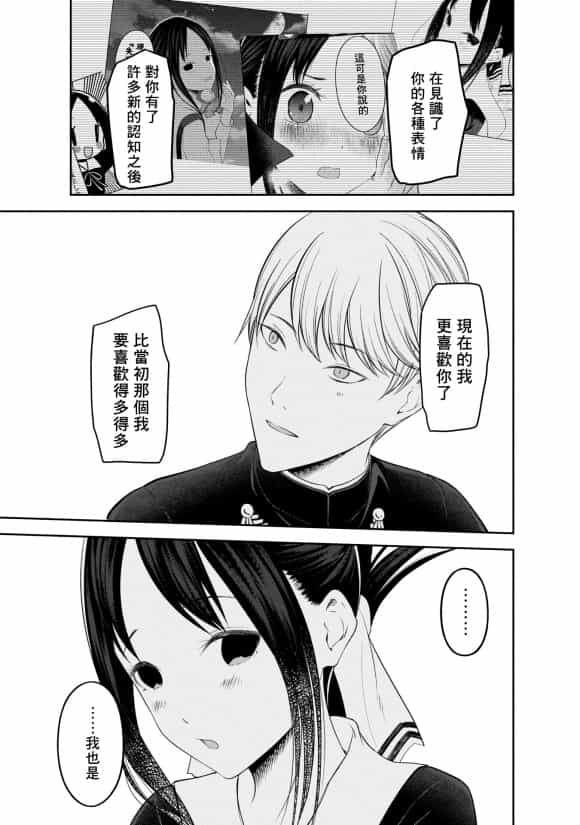 在見識了
你的各種表情
這可是你說的
對你有了
許多新的認知之後
現在的我
更喜歡你了
比當初那個我
要喜歡得多得多
………
……我也是